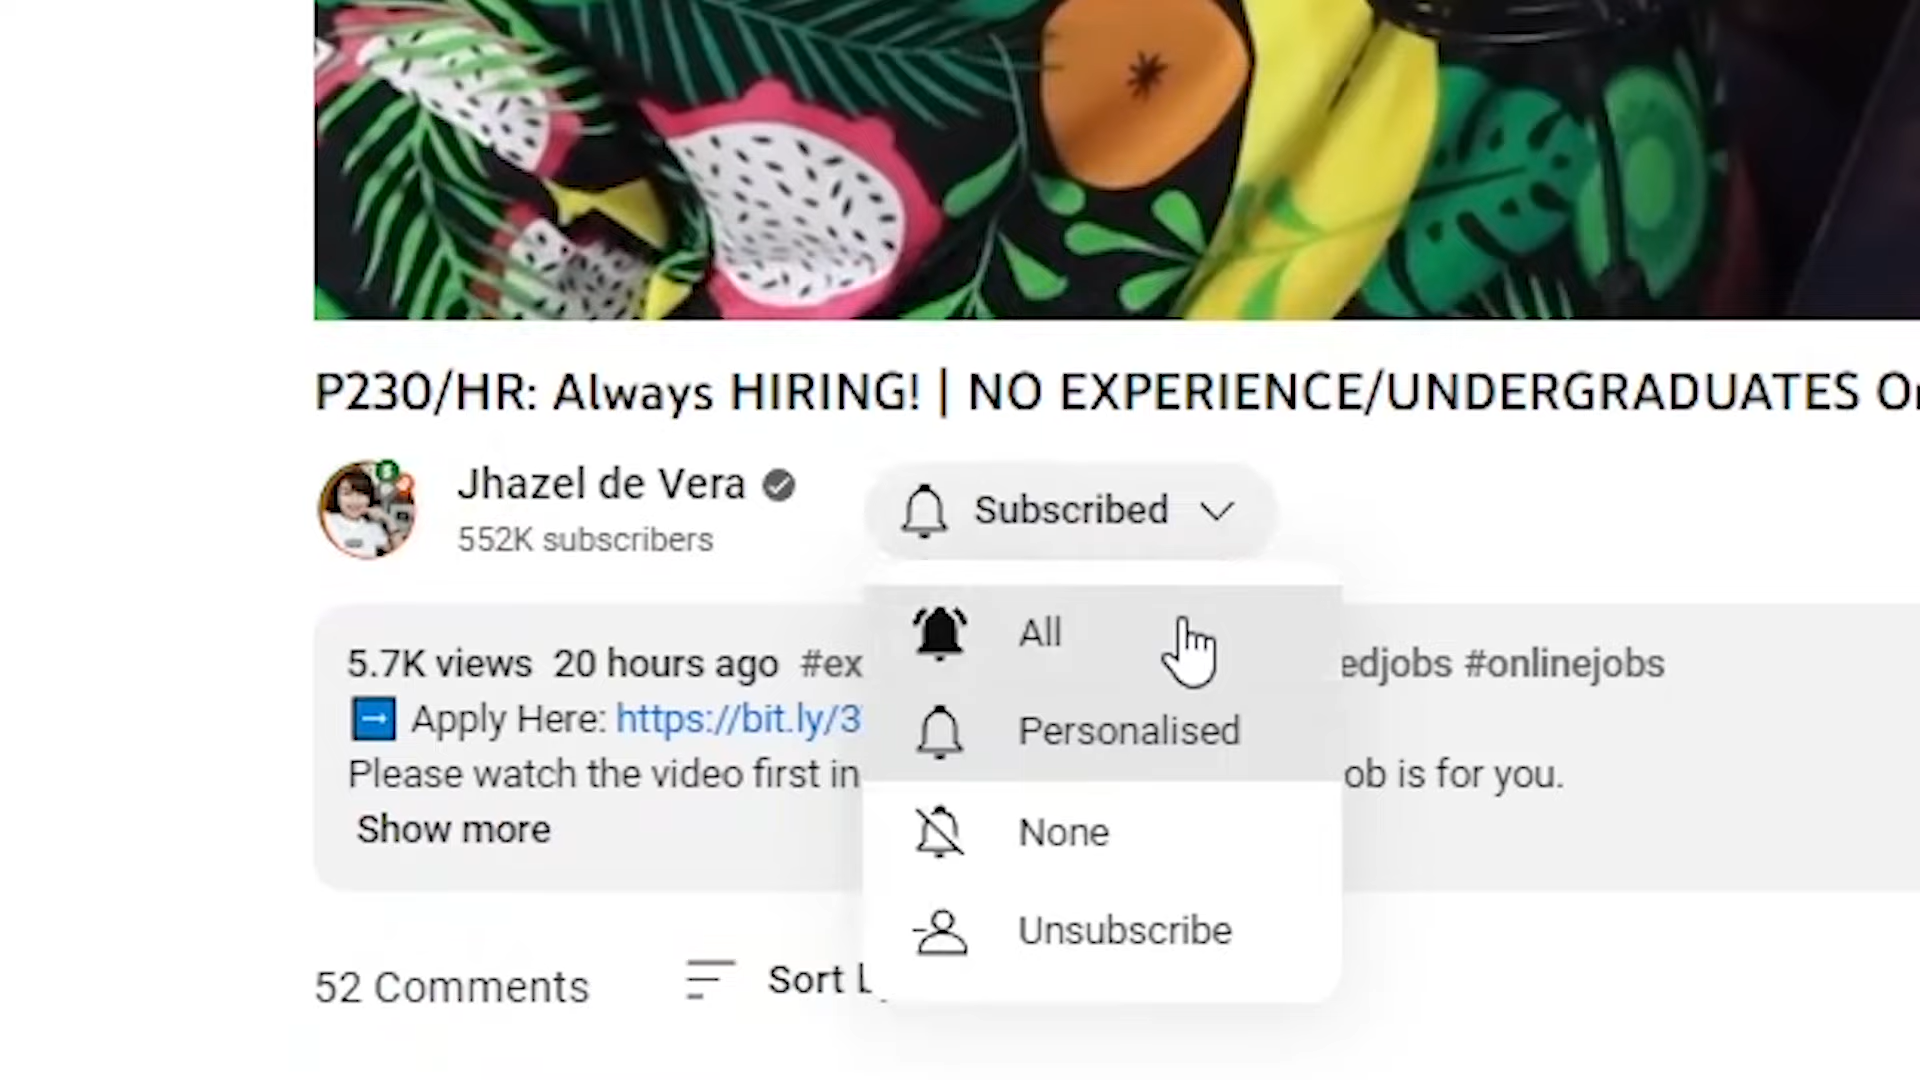 P230/HR: Always HIRING! | NO EXPERIENCE/UNDERGRADUATES
Jhazel de Vera
552K subscribers
Subscribed
All
Personalised
None
Unsubscribe
5.7K views 20 hours ago #ex edjobs #onlinejobs
Apply Here: https://bit.ly/3
Please watch the video first in ob is for you.
Show more
52 Comments
Sort